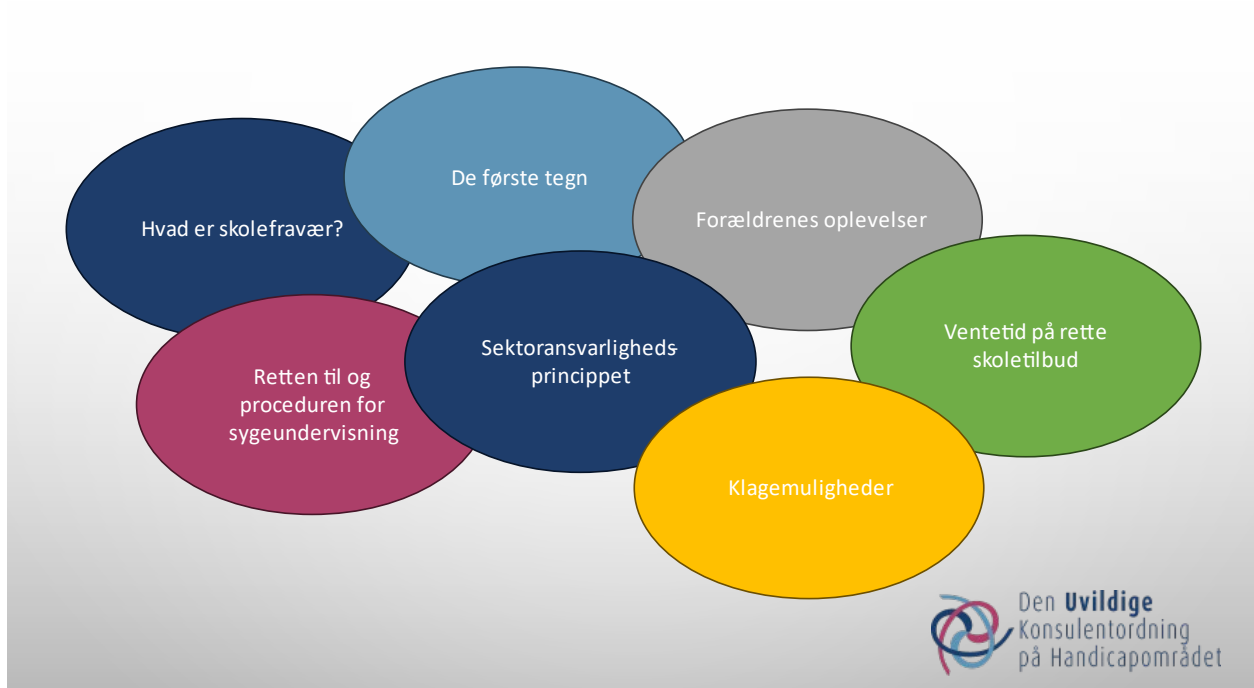 Hvad er skolefravær?
De første tegn
Forældrenes oplevelser
Retten til og
proceduren for
sygeundervisning
Sektoransvarligheds-
princippet
Ventetid på rette
skoletilbud
Klagemuligheder
Den Uvildige
Konsulentordning
på Handicapområdet